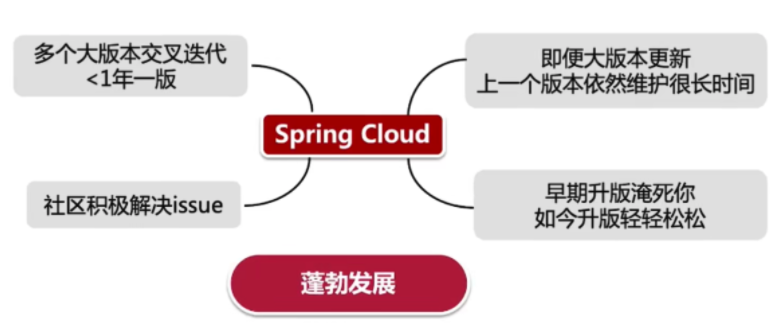 多个大版本交叉迭代
<1年一版
即便大版本更新
上一个版本依然维护很长时间
Spring Cloud
社区积极解决issue
早期升版淹死你
如今升版轻轻松松
蓬勃发展